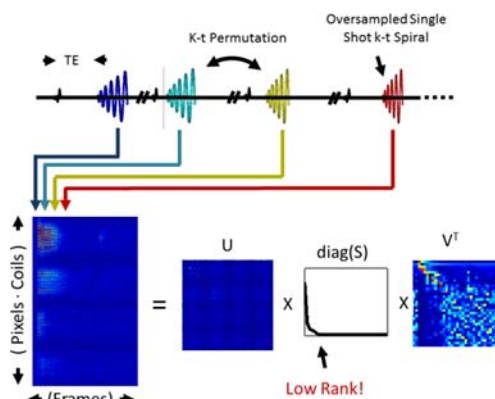 Oversampled Single
Shot k-t Spiral
K-t Permutation
TE
( Pixels · Coils )
U
diag(S)
V^T
=
X
X
Low Rank!
(Frames)